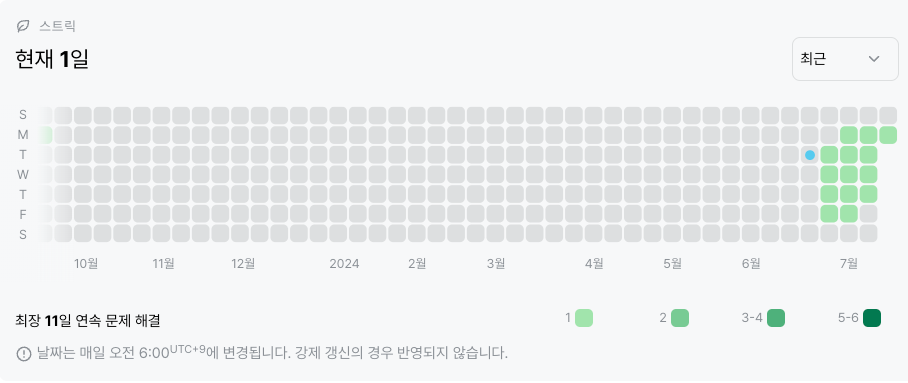 스트릭
현재 1일
최근
S
M
T
W
T
F
S
10월 11월 12월 2024 2월 3월 4월 5월 6월 7월
최장 11일 연속 문제 해결
1 2 3-4 5-6
날짜는 매일 오전 6:00UTC+9에 변경됩니다. 강제 갱신의 경우 반영되지 않습니다.